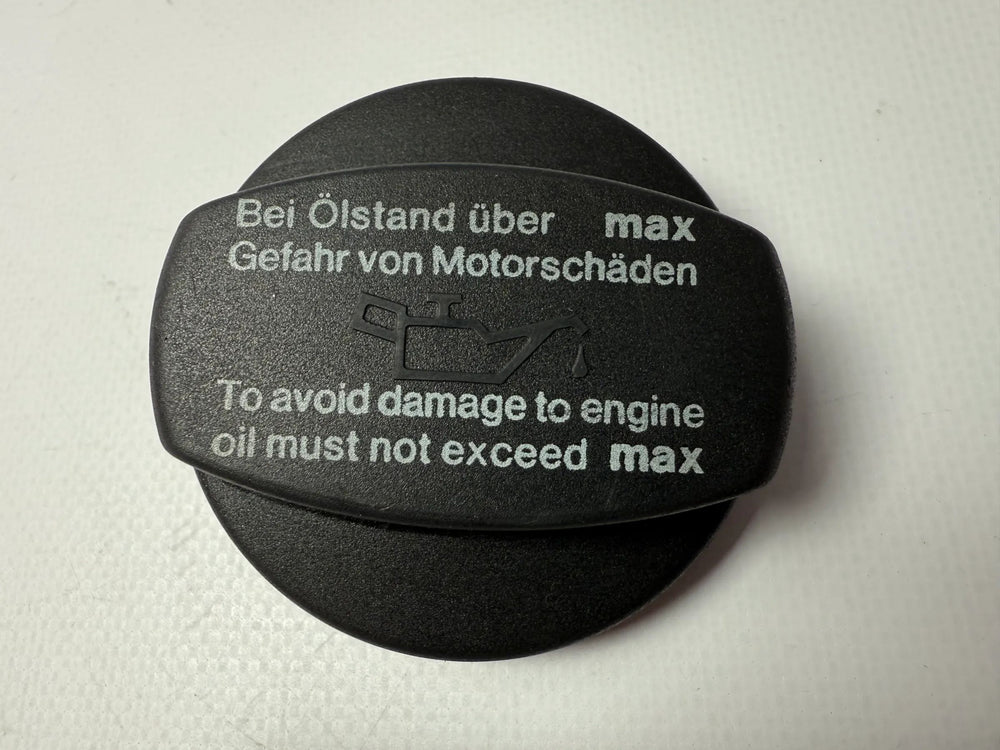 Bei Ölstand über max
Gefahr von Motorschäden
To avoid damage to engine
oil must not exceed max